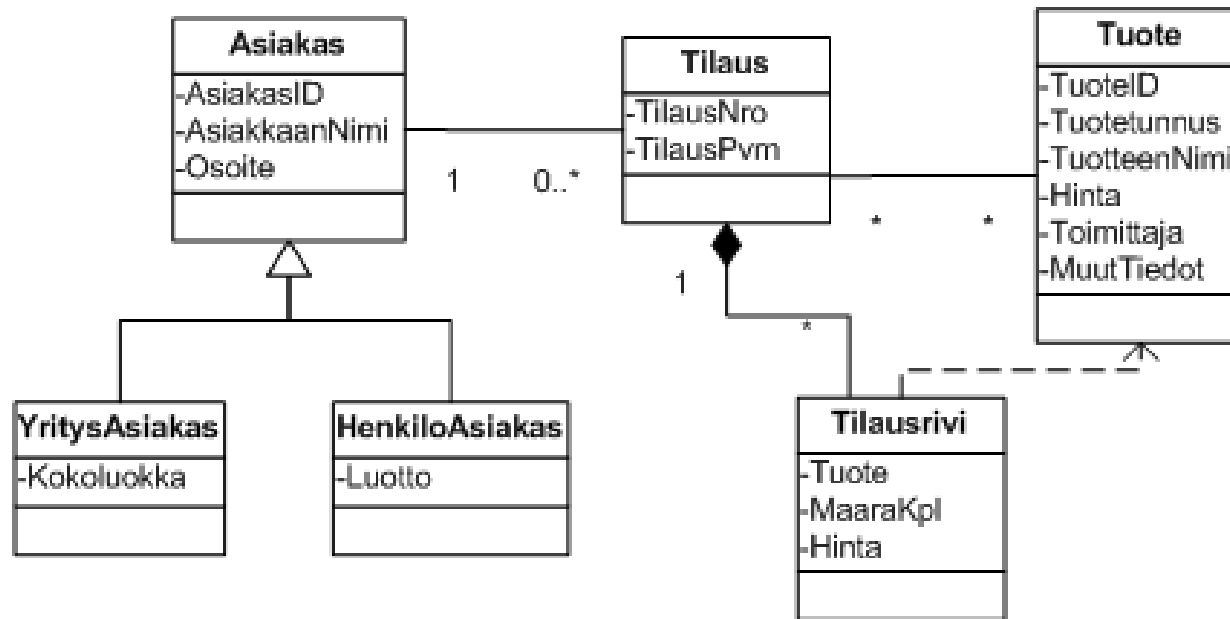 Asiakas
-AsiakasID
-AsiakkaanNimi
-Osoite
1
0..*
Tilaus
-TilausNro
-TilausPvm
*
*
Tuote
-TuoteID
-Tuotetunnus
-TuotteenNimi
-Hinta
-Toimittaja
-MuutTiedot
1
*
YritysAsiakas
-Kokoluokka
HenkiloAsiakas
-Luotto
Tilausrivi
-Tuote
-MaaraKpl
-Hinta